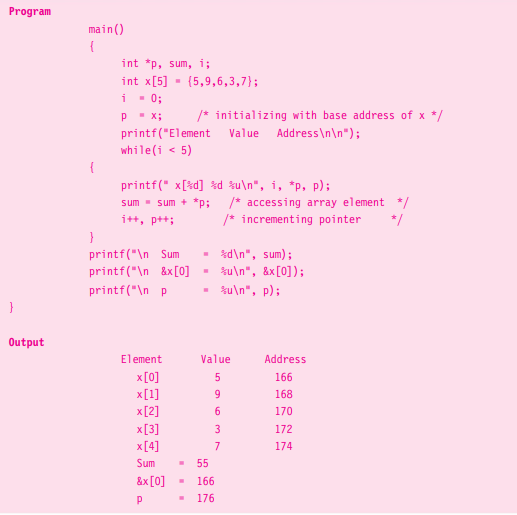 Program
main()
{
int *p, sum, i;
int x[5] = {5,9,6,3,7};
i = 0;
p = x; /* initializing with base address of x */
printf("Element Value Address\n\n");
while(i < 5)
{
printf(" x[%d] %d %u\n", i, *p, p);
sum = sum + *p; /* accessing array element */
i++, p++; /* incrementing pointer */
}
printf("\n Sum = %d\n", sum);
printf("\n &x[0] = %u\n", &x[0]);
printf("\n p = %u\n", p);
}
Output
Element Value Address
x[0] 5 166
x[1] 9 168
x[2] 6 170
x[3] 3 172
x[4] 7 174
Sum = 55
&x[0] = 166
p = 176